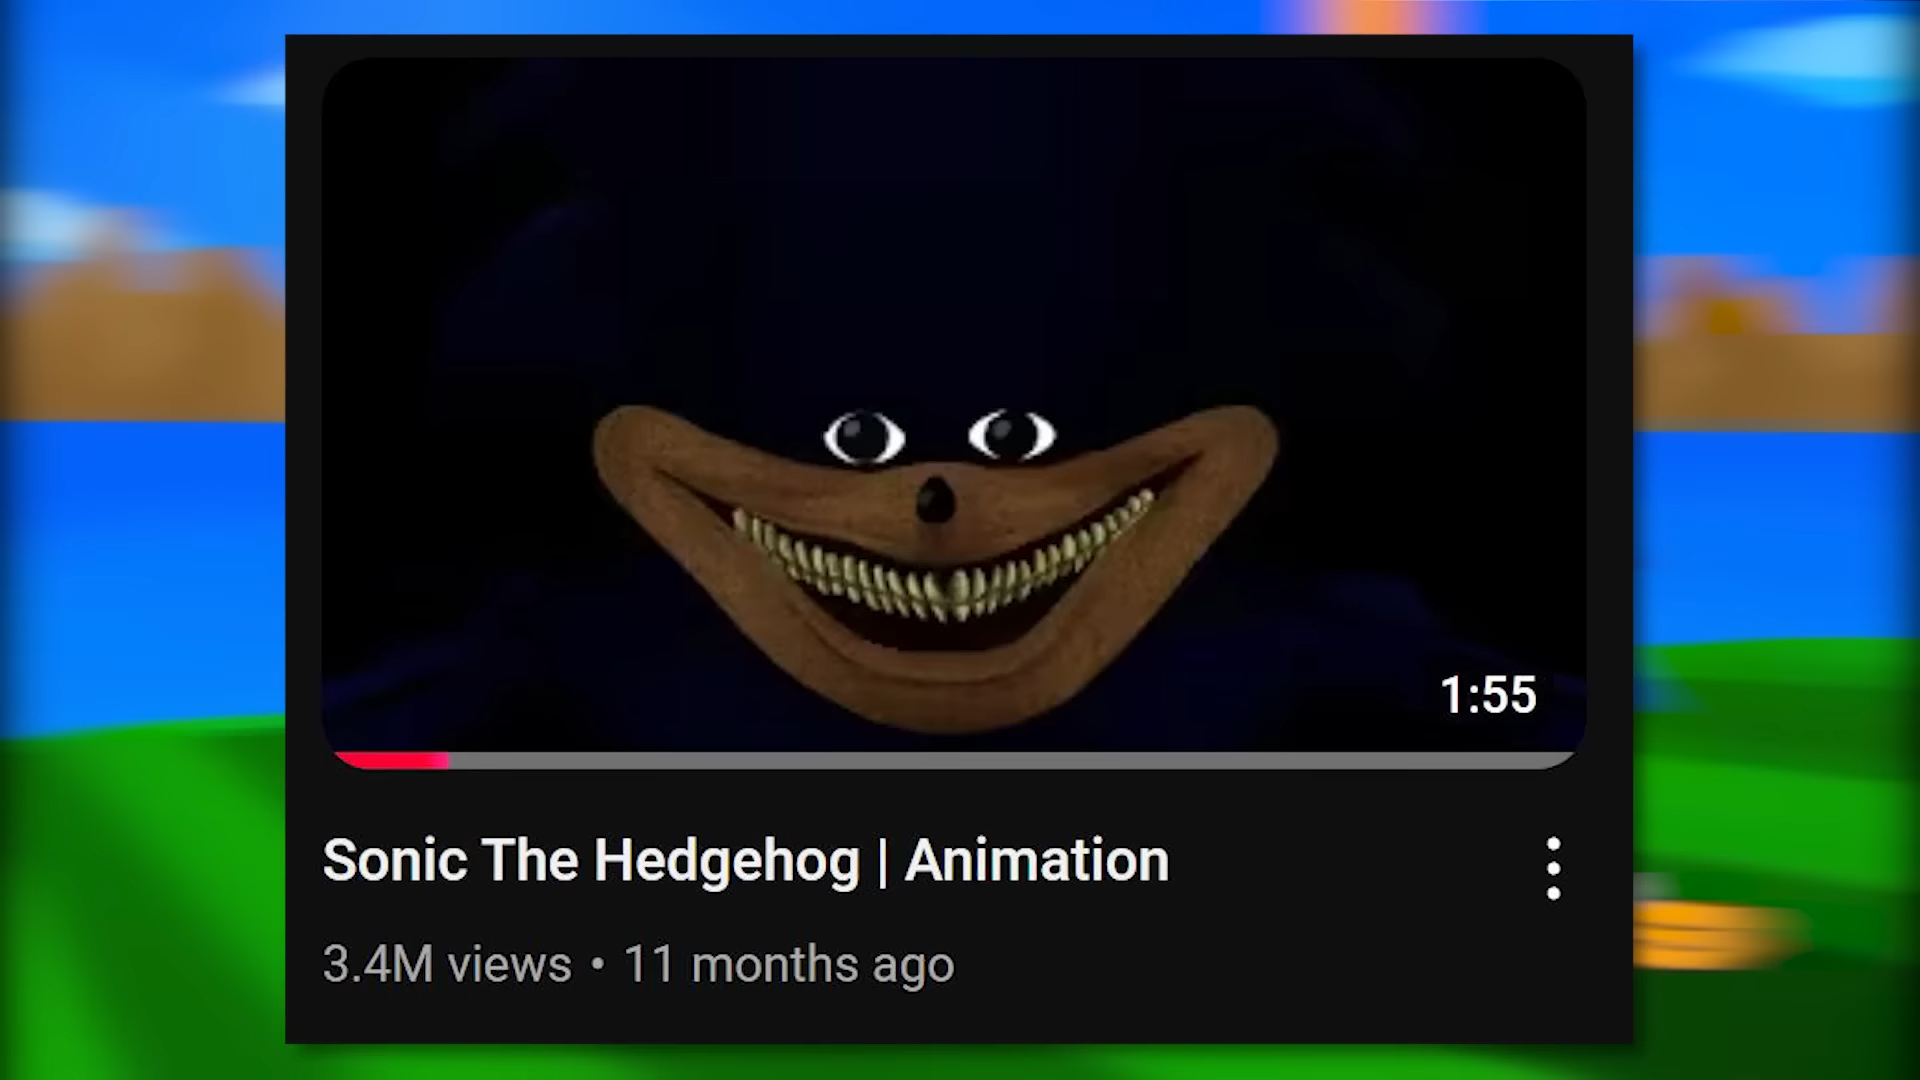 1:55
Sonic The Hedgehog | Animation
3.4M views • 11 months ago